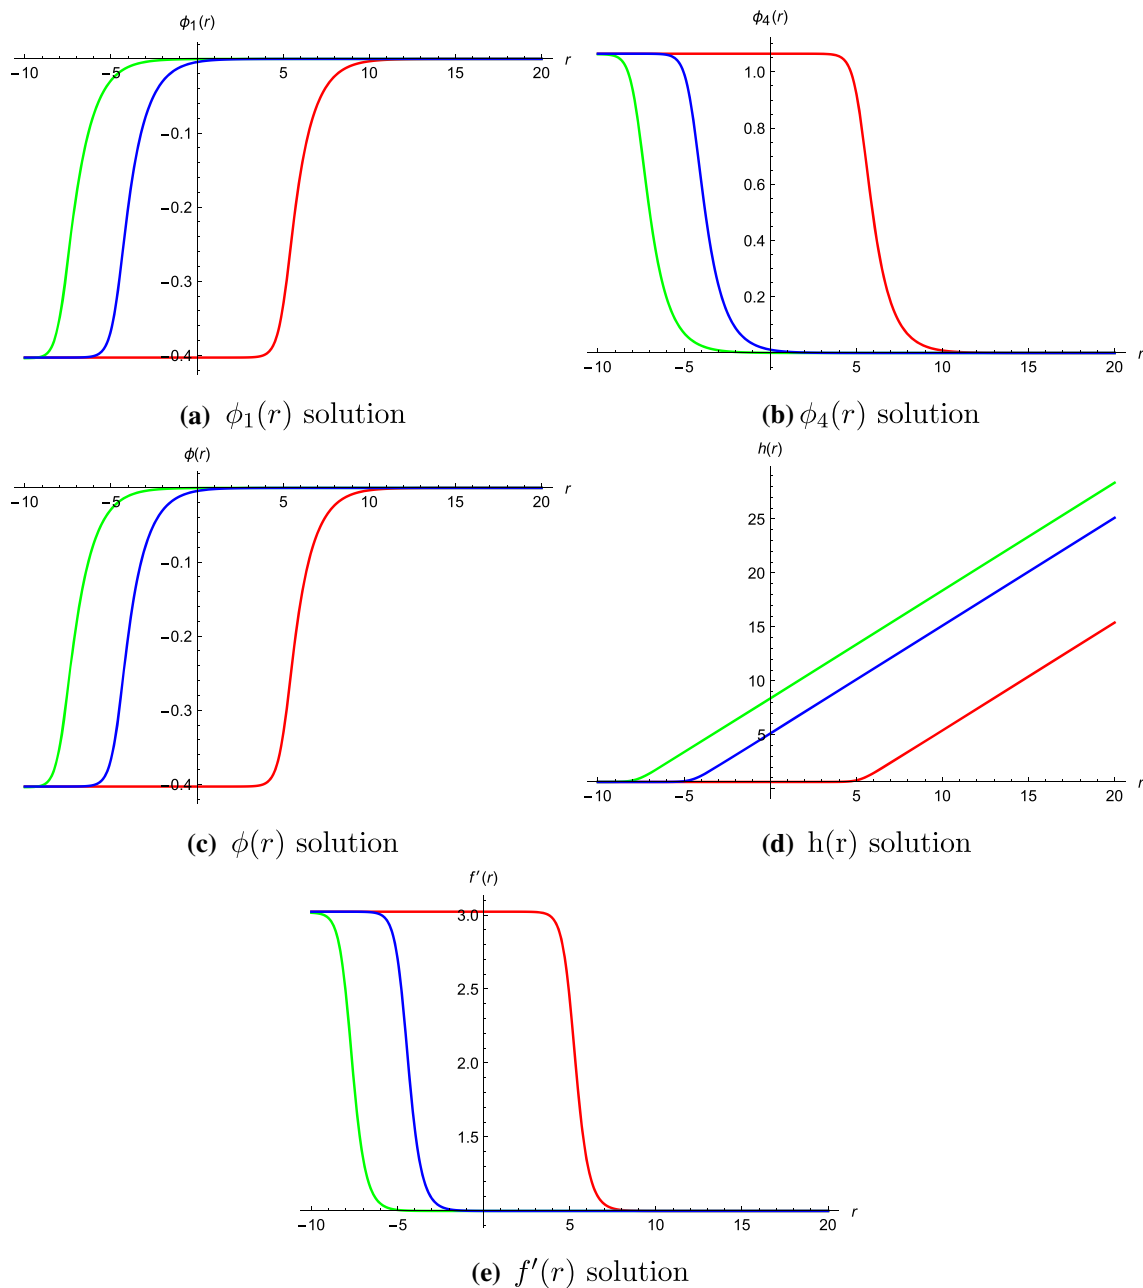 ϕ1(r)
−10 −5 5 10 15 20 r
−0.1
−0.2
−0.3
−0.4
(a) ϕ1(r) solution
ϕ4(r)
1.0
0.8
0.6
0.4
0.2
−10 −5 0 5 10 15 20 r
(b) ϕ4(r) solution
ϕ(r)
−10 −5 5 10 15 20 r
−0.1
−0.2
−0.3
−0.4
(c) ϕ(r) solution
h(r)
25
20
15
10
5
−10 −5 0 5 10 15 20 r
(d) h(r) solution
f′(r)
3.0
2.5
2.0
1.5
−10 −5 0 5 10 15 20 r
(e) f′(r) solution